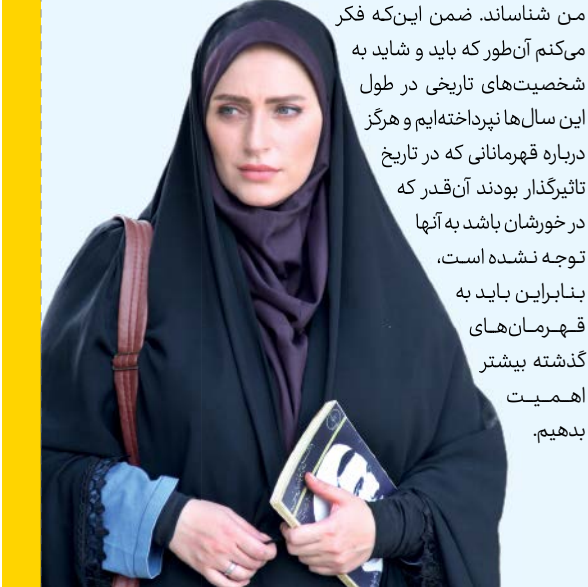 من شناساند. ضمن این‌که فکر
می‌کنم آن‌طور که باید و شاید به
شخصیت‌های تاریخی در طول
این سال‌ها نپرداخته‌ایم و هرگز
درباره قهرمانانی که در تاریخ
تاثیرگذار بودند آن‌قدر که
در خورشان باشد به آنها
توجه نشده است،
بنابراین باید به
قهرمان‌های
گذشته بیشتر
اهمیت
بدهیم.